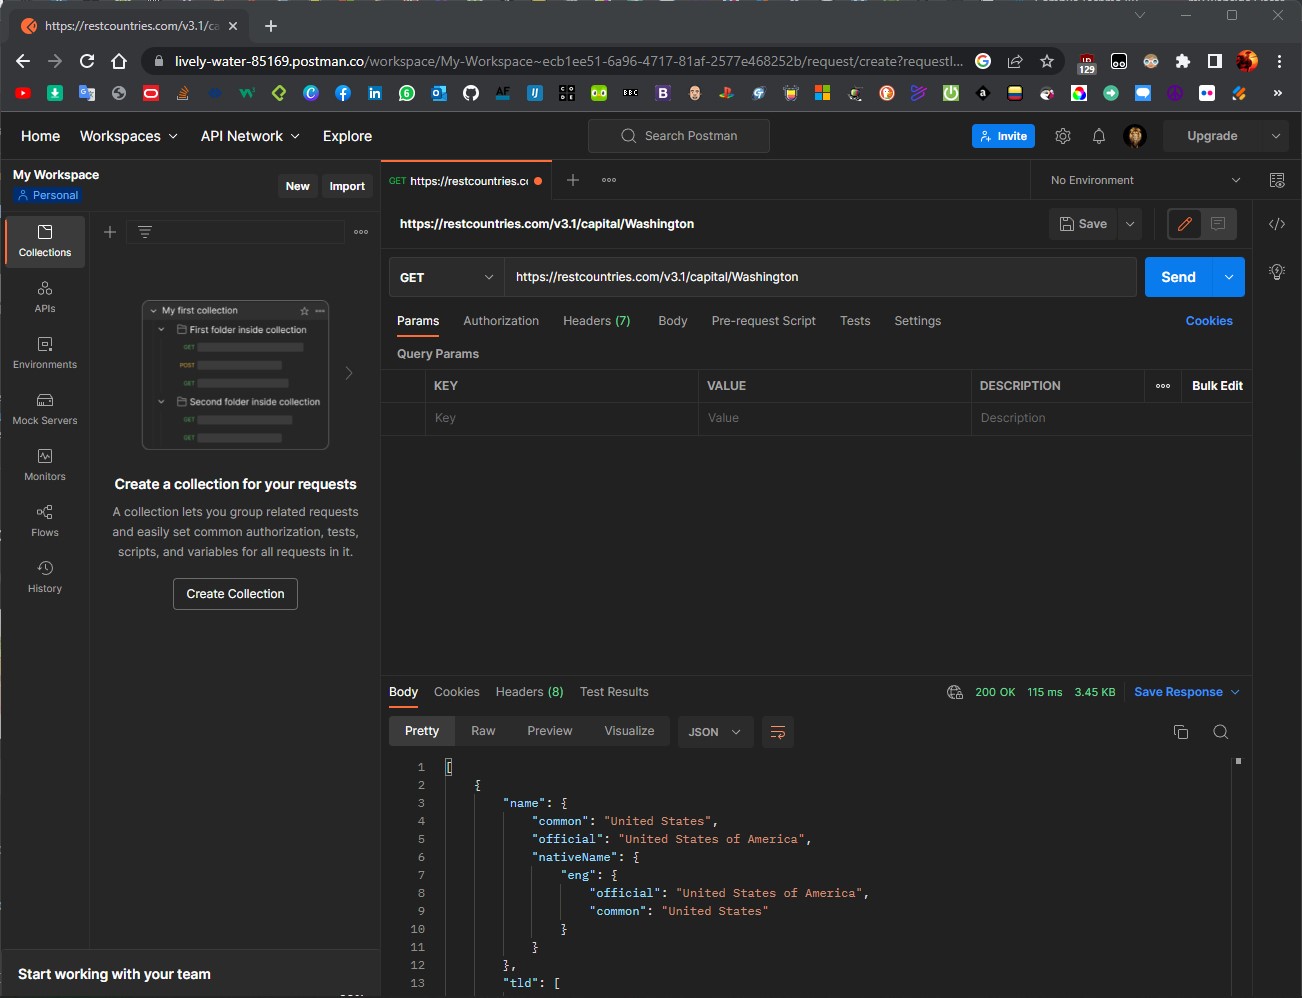 https://restcountries.com/v3.1/ca
lively-water-85169.postman.co/workspace/My-Workspace~ecb1ee51-6a96-4717-81af-2577e468252b/request/create?requestI...
129
Home Workspaces API Network Explore
Search Postman
Invite
Upgrade
My Workspace
Personal
New Import
GET https://restcountries.cc
No Environment
https://restcountries.com/v3.1/capital/Washington
Save
GET https://restcountries.com/v3.1/capital/Washington Send
Params Authorization Headers (7) Body Pre-request Script Tests Settings Cookies
Query Params
KEY VALUE DESCRIPTION Bulk Edit
Key Value Description
Collections
APIs
Environments
Mock Servers
Monitors
Flows
History
My first collection
First folder inside collection
GET
POST
GET
Second folder inside collection
GET
GET
Create a collection for your requests
A collection lets you group related requests
and easily set common authorization, tests,
scripts, and variables for all requests in it.
Create Collection
Start working with your team
Body Cookies Headers (8) Test Results 200 OK 115 ms 3.45 KB Save Response
Pretty Raw Preview Visualize JSON
1 [
2 {
3 "name": {
4 "common": "United States",
5 "official": "United States of America",
6 "nativeName": {
7 "eng": {
8 "official": "United States of America",
9 "common": "United States"
10 }
11 }
12 },
13 "tld": [